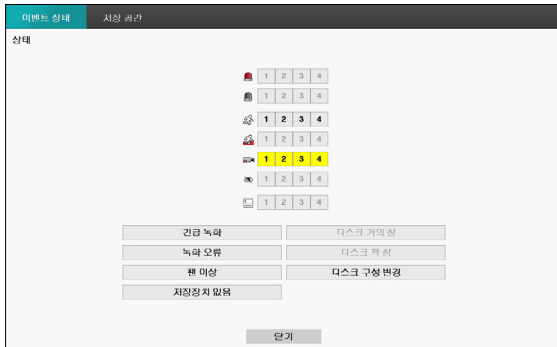 이벤트 상태 저장 공간
상태
1 2 3 4
1 2 3 4
1 2 3 4
1 2 3 4
1 2 3 4
1 2 3 4
1 2 3 4
긴급 녹화 디스크 거의 참
녹화 오류 디스크 꽉 참
팬 이상 디스크 구성 변경
저장장치 없음
닫기